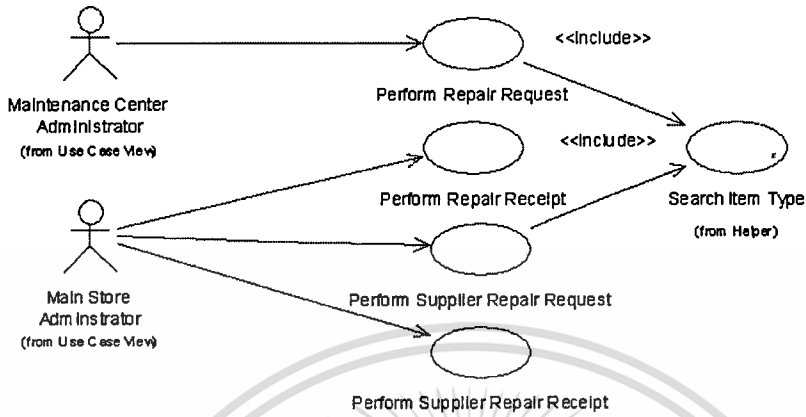 <<Include>>
Perform Repair Request
Maintenance Center
Administrator
(from Use Case View)
<<Include>>
Perform Repair Receipt
Search Item Type
(from Helper)
Main Store
Adminstrator
(from Use Case View)
Perform Supplier Repair Request
Perform Supplier Repair Receipt